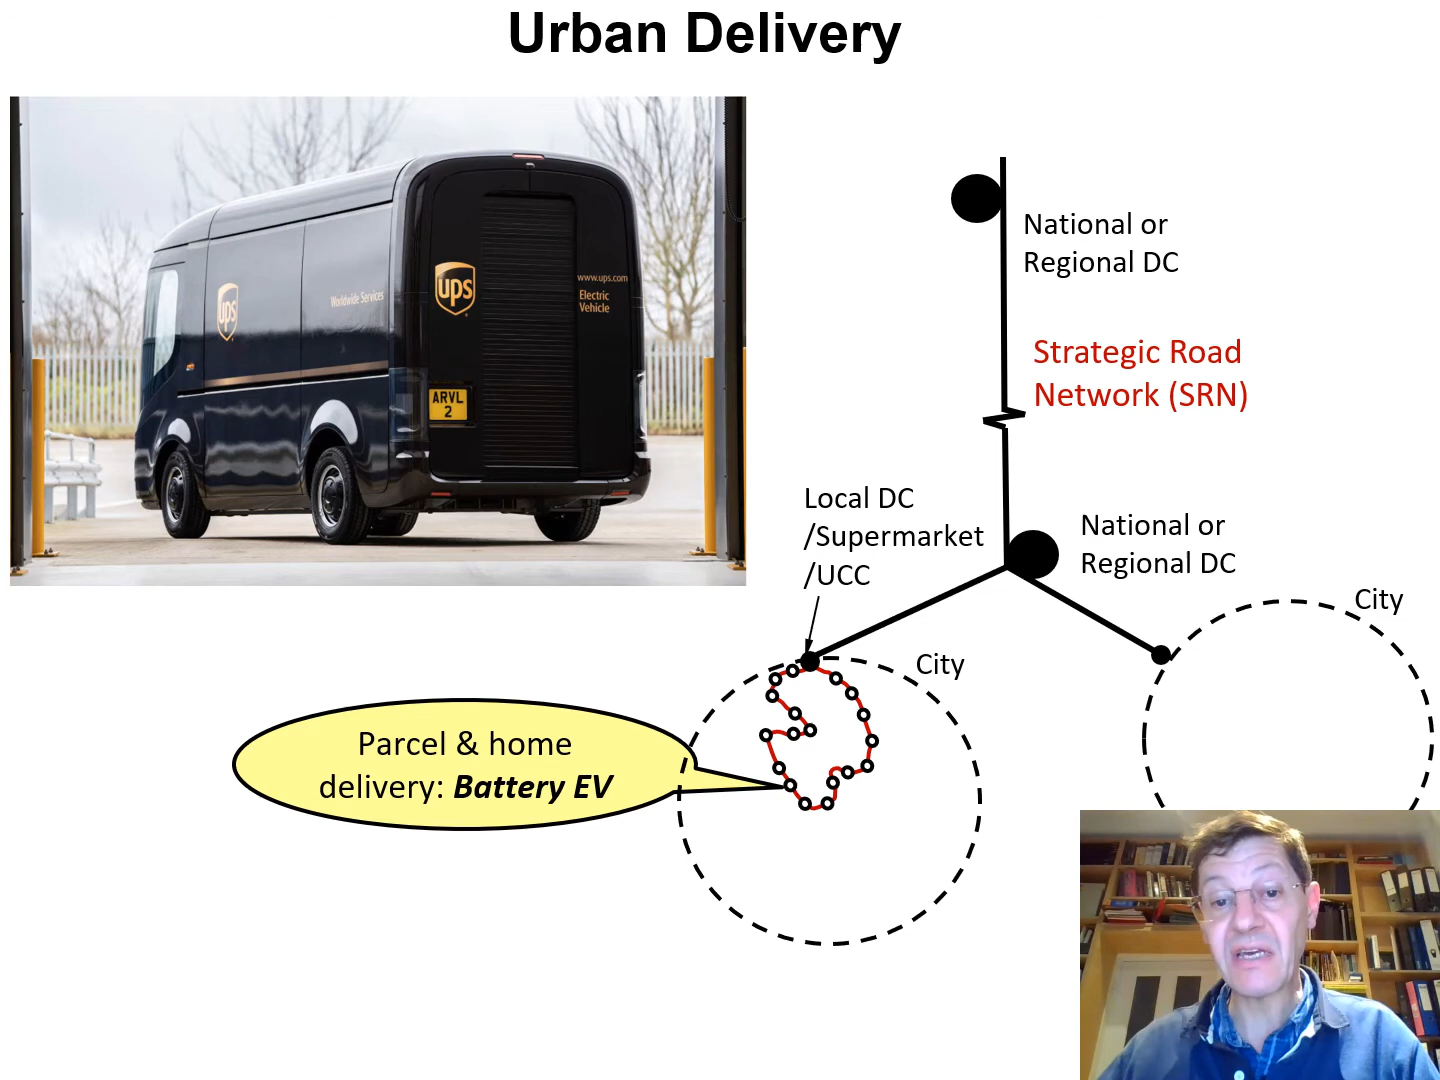 Urban Delivery
ups
Worldwide Services
ups
www.ups.com
Electric
Vehicle
ARVL
2
National or
Regional DC
Strategic Road
Network (SRN)
Local DC
/Supermarket
/UCC
National or
Regional DC
City
City
Parcel & home
delivery: Battery EV